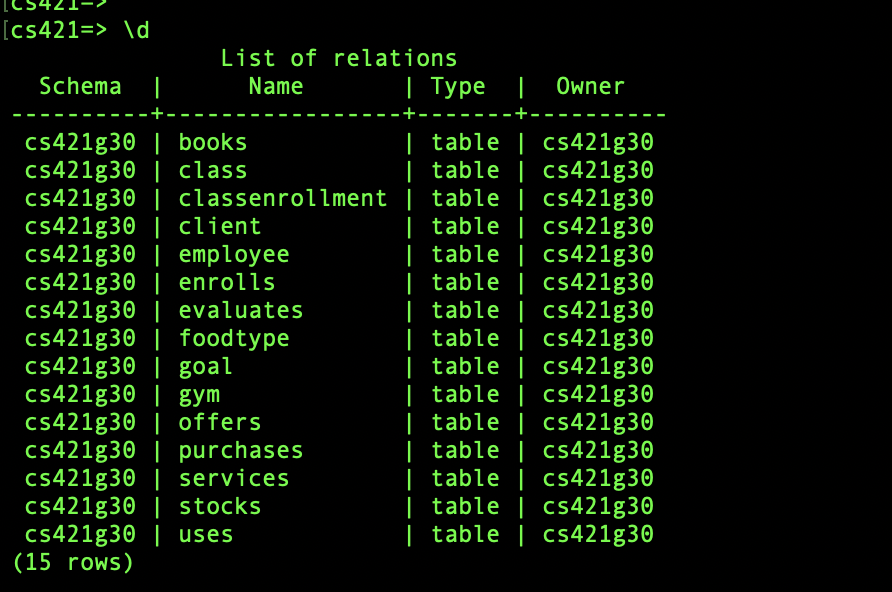 [cs421=>
[cs421=> \d
List of relations
Schema | Name | Type | Owner
----------+-----------------+-------+----------
cs421g30 | books | table | cs421g30
cs421g30 | class | table | cs421g30
cs421g30 | classenrollment | table | cs421g30
cs421g30 | client | table | cs421g30
cs421g30 | employee | table | cs421g30
cs421g30 | enrolls | table | cs421g30
cs421g30 | evaluates | table | cs421g30
cs421g30 | foodtype | table | cs421g30
cs421g30 | goal | table | cs421g30
cs421g30 | gym | table | cs421g30
cs421g30 | offers | table | cs421g30
cs421g30 | purchases | table | cs421g30
cs421g30 | services | table | cs421g30
cs421g30 | stocks | table | cs421g30
cs421g30 | uses | table | cs421g30
(15 rows)